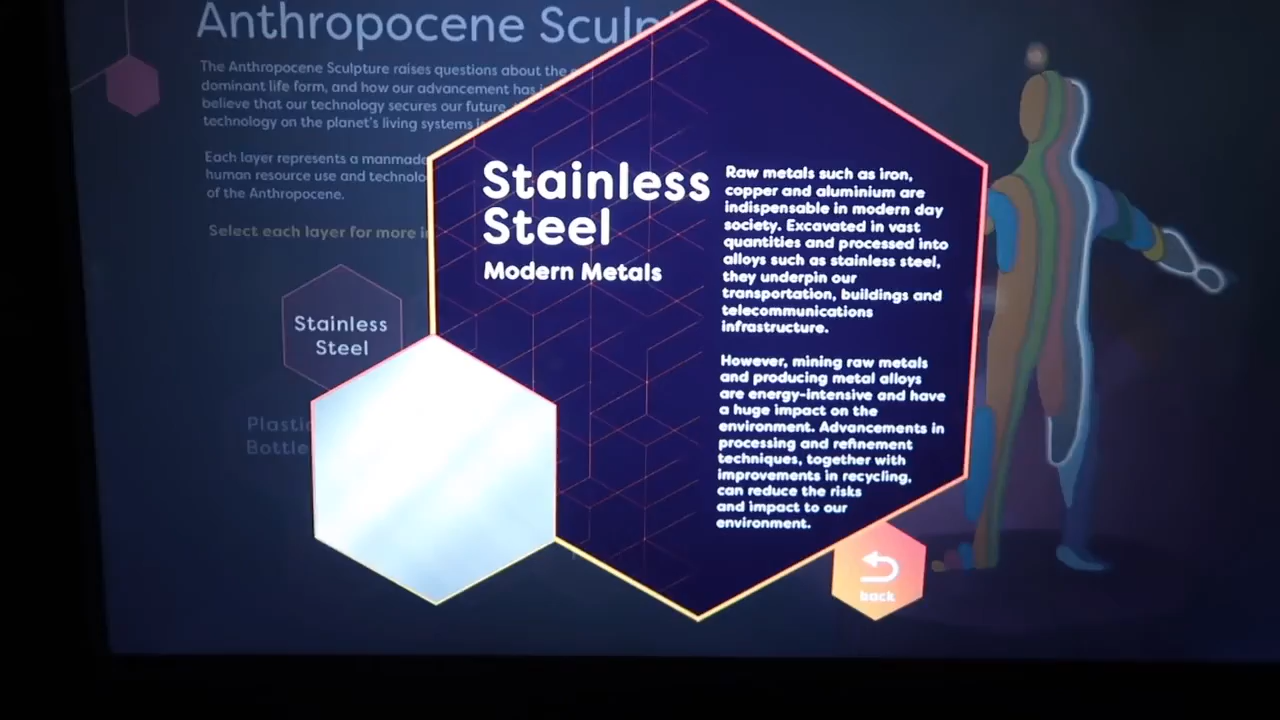 Anthropocene
The Anthropocene Sculpture raises questions about the
dominant life form, and how our advancement has
believe that our technology secures our future
technology on the planet's living systems
Each layer represents a manmade
human resource use and
of the Anthropocene.
Select each layer for more
Stainless
Steel
Plastic
Bottle
Stainless
Steel
Modern Metals
Raw metals such as iron,
copper and aluminium are
indispensable in modern day
society. Excavated in vast
quantities and processed into
alloys such as stainless steel,
they underpin our
transportation, buildings and
telecommunications
infrastructure.
However, mining raw metals
and producing metal alloys
are energy-intensive and have
a huge impact on the
environment. Advancements in
processing and refinement
techniques, together with
improvements in recycling,
can reduce the risks
and impact to our
environment.
back